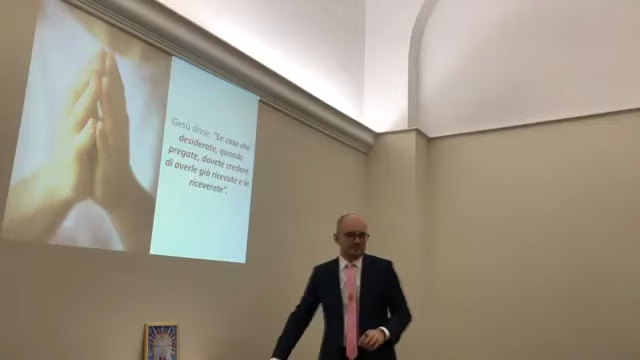 Gesù disse: "Le cose che
desiderate, quando
pregate, dovete credere
di averle già ricevute e le
riceverete".